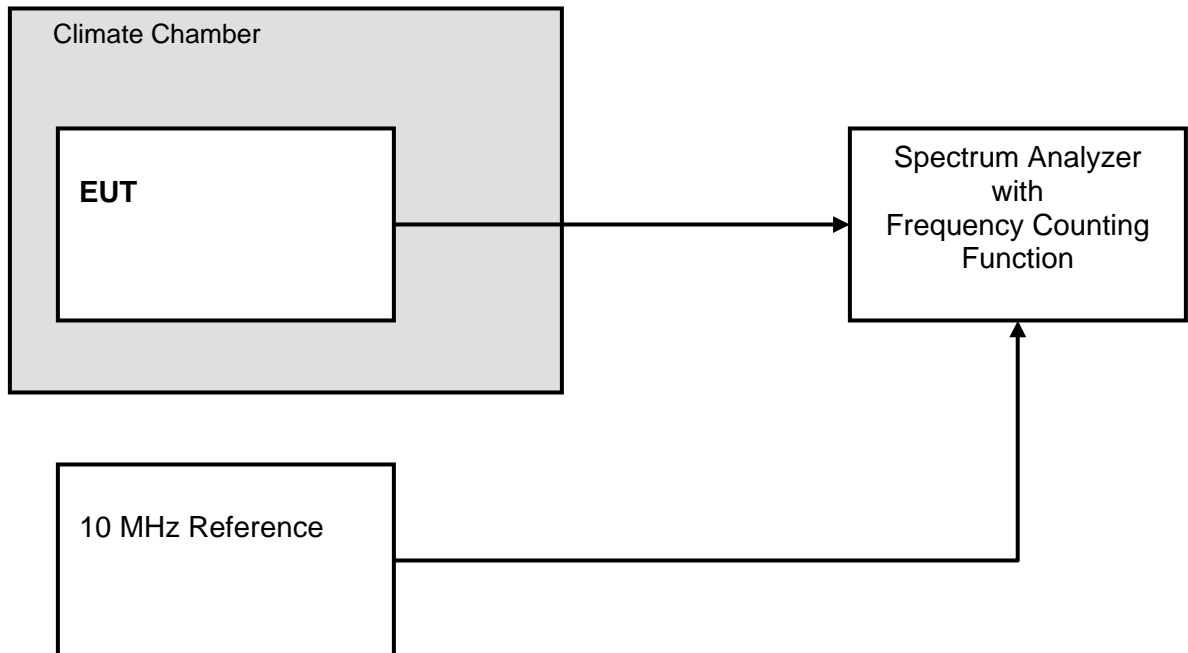 Climate Chamber
EUT
Spectrum Analyzer
with
Frequency Counting
Function
10 MHz Reference